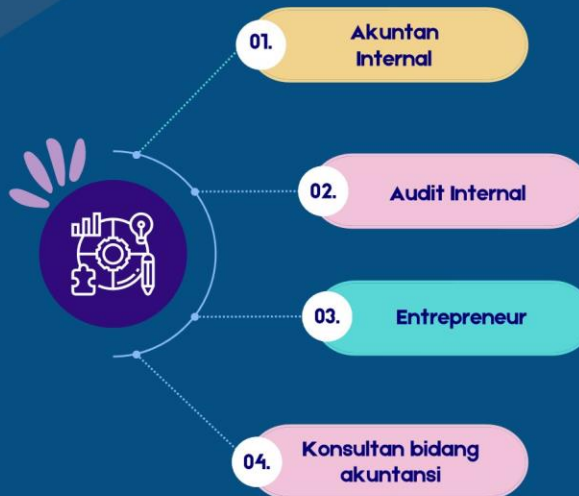 01.
Akuntan
Internal
02.
Audit Internal
03.
Entrepreneur
04.
Konsultan bidang
akuntansi